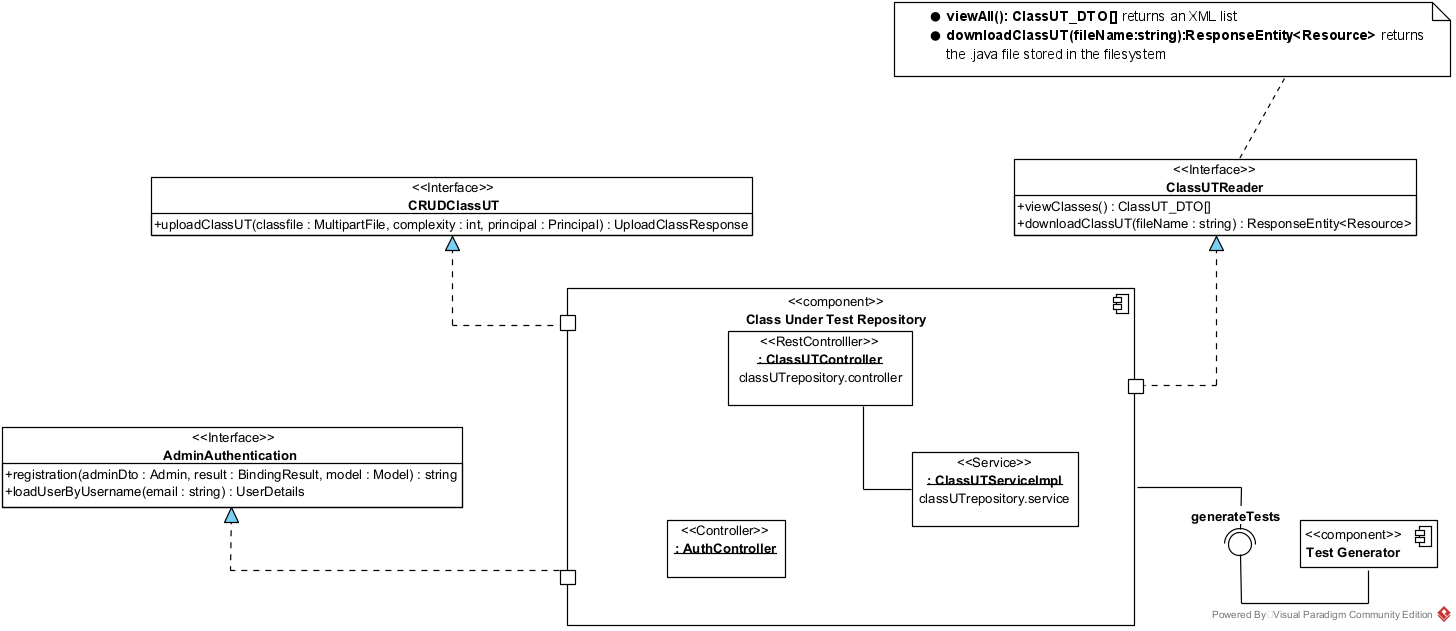 ● viewAll(): ClassUT_DTO[] returns an XML list
● downloadClassUT(fileName:string):ResponseEntity<Resource> returns
the .java file stored in the filesystem
<<Interface>>
ClassUTReader
+viewClasses() : ClassUT_DTO[]
+downloadClassUT(fileName : string) : ResponseEntity<Resource>
<<Interface>>
CRUDClassUT
+uploadClassUT(classfile : MultipartFile, complexity : int, principal : Principal) : UploadClassResponse
<<component>>
Class Under Test Repository
<<RestControlller>>
: ClassUTController
classUTrepository.controller
<<Interface>>
AdminAuthentication
+registration(adminDto : Admin, result : BindingResult, model : Model) : string
+loadUserByUsername(email : string) : UserDetails
<<Service>>
: ClassUTServiceImpl
classUTrepository.service
<<Controller>>
: AuthController
generateTests
<<component>>
Test Generator
Powered By Visual Paradigm Community Edition